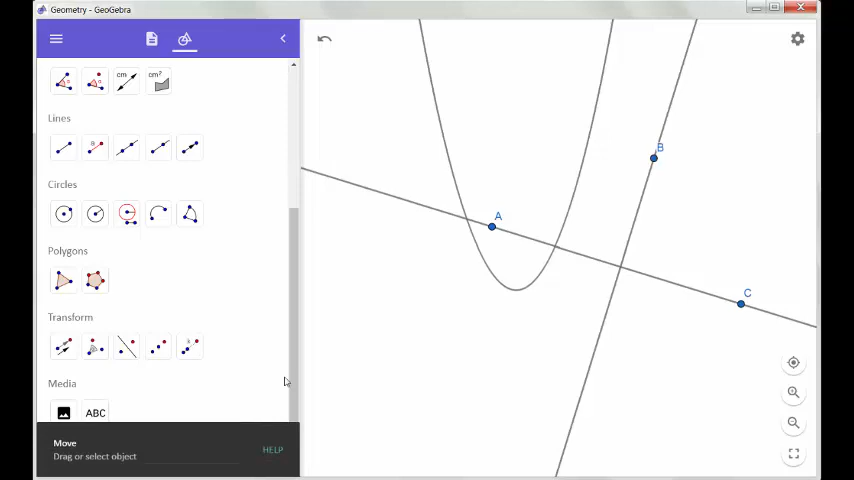 Geometry - GeoGebra
cm
cm²
Lines
Circles
Polygons
Transform
Media
ABC
Move
Drag or select object
HELP
A
B
C